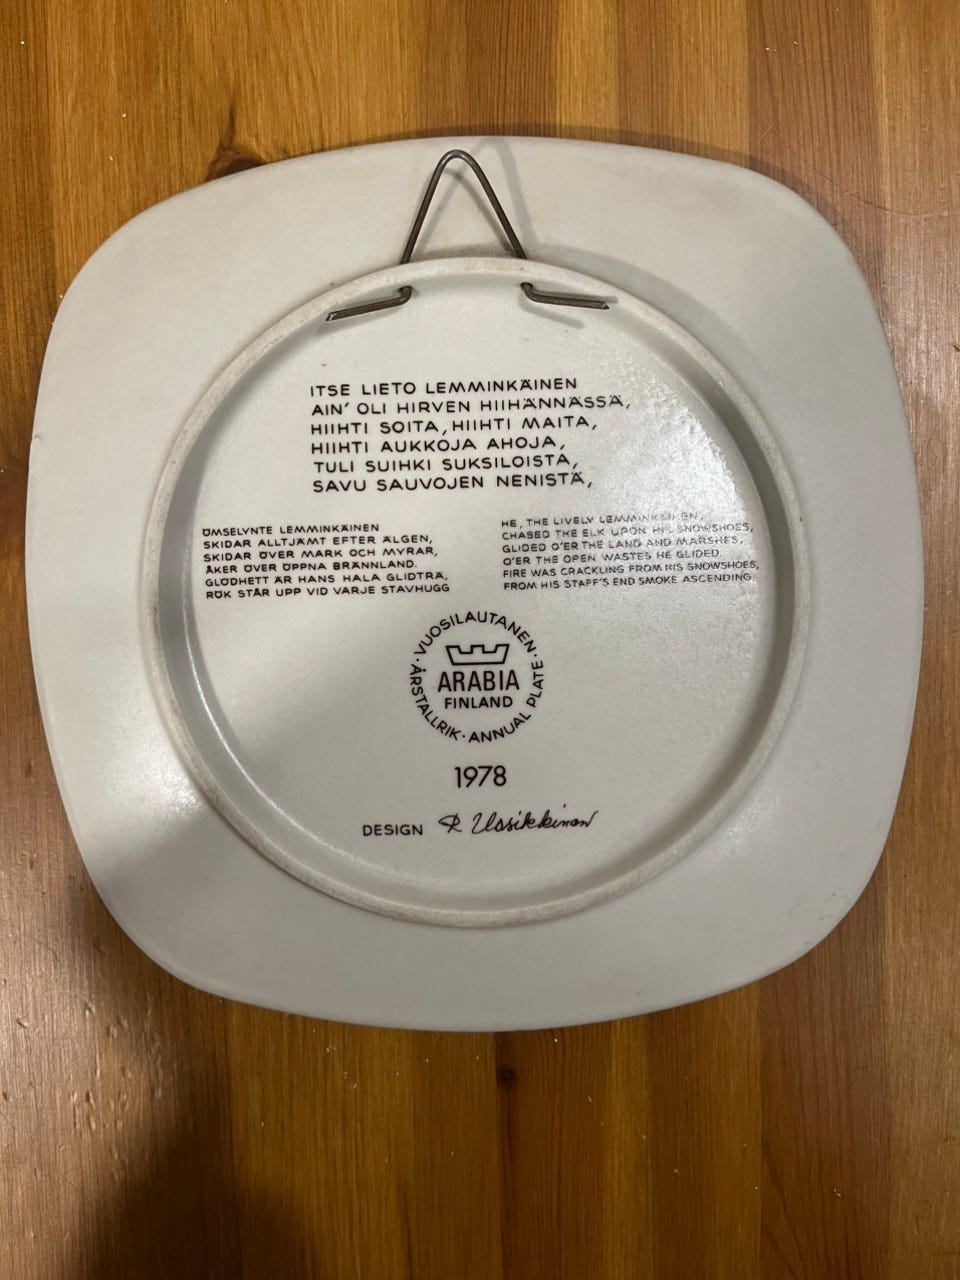 ITSE LIETO LEMMINKÄINEN
AIN' OLI HIRVEN HIIHÄNNÄSSÄ,
HIIHTI SOITA, HIIHTI MAITA,
HIIHTI AUKKOJA AHOJA,
TULI SUIHKI SUKSILOISTA,
SAVU SAUVOJEN NENISTÄ,
ÖMSELYNTE LEMMINKÄINEN
SKIDAR ALLTJÄMT EFTER ÄLGEN,
SKIDAR ÖVER MARK OCH MYRAR,
ÅKER ÖVER ÖPPNA BRÄNNLAND.
GLÖDHETT ÄR HANS HALA GLIDTRÄ,
RÖK STÅR UPP VID VARJE STAVHUGG
HE, THE LIVELY LEMMINKÄINEN,
CHASED THE ELK UPON HIS SNOWSHOES,
GLIDED O'ER THE LAND AND MARSHES,
O'ER THE OPEN WASTES HE GLIDED.
FIRE WAS CRACKLING FROM HIS SNOWSHOES,
FROM HIS STAFF'S END SMOKE ASCENDING.
· VUOSILAUTANEN ·
ARABIA
FINLAND
ÅRSTALLRIK · ANNUAL PLATE
1978
DESIGN R. Uosikkinen